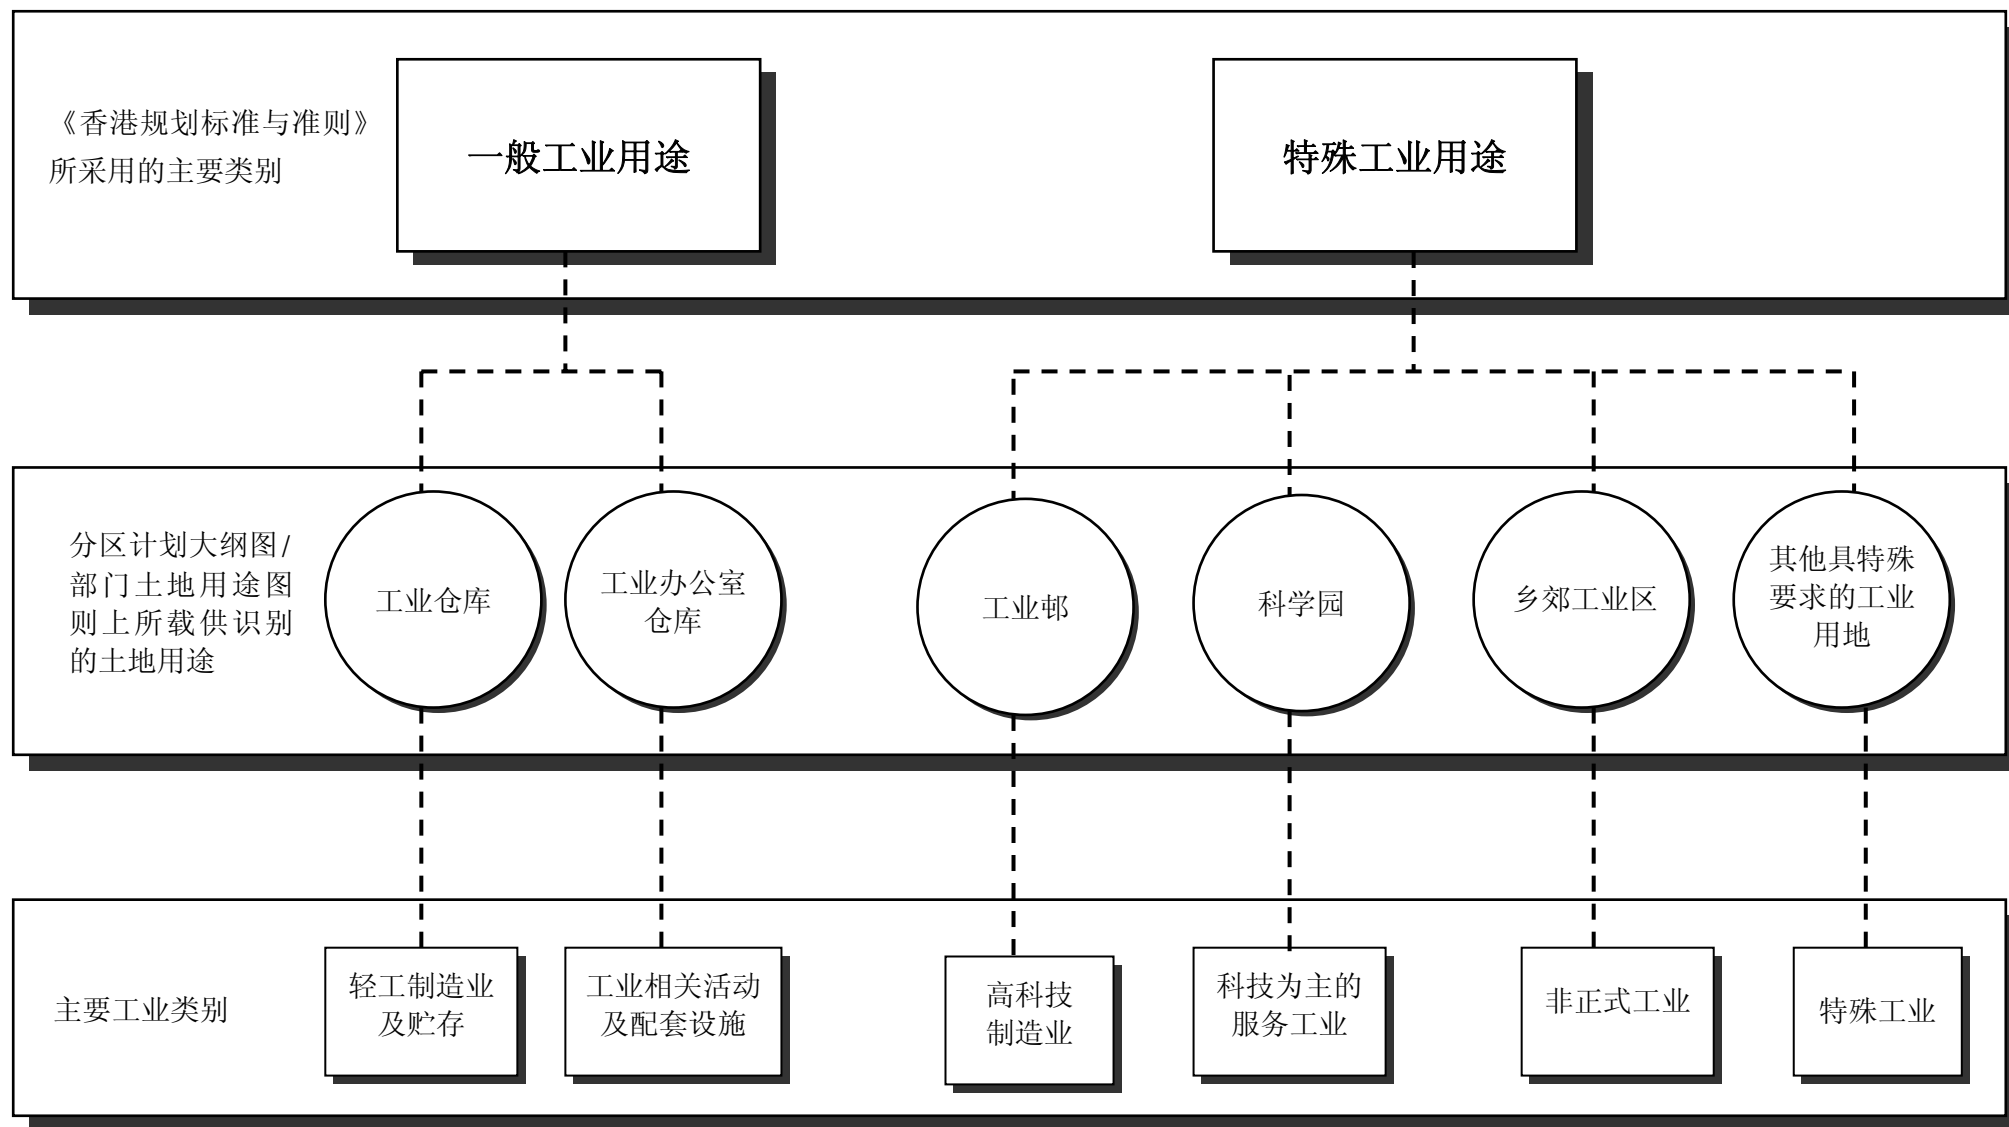 《香港规划标准与准则》
所采用的主要类别
一般工业用途
特殊工业用途
分区计划大纲图/
部门土地用途图
则上所载供识别
的土地用途
工业仓库
工业办公室
仓库
工业邨
科学园
乡郊工业区
其他具特殊
要求的工业
用地
主要工业类别
轻工制造业
及贮存
工业相关活动
及配套设施
高科技
制造业
科技为主的
服务工业
非正式工业
特殊工业